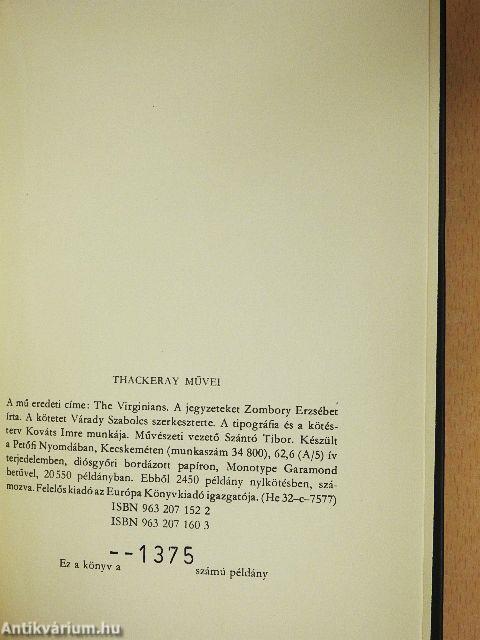 THACKERAY MŰVEI
A mű eredeti címe: The Virginians. A jegyzeteket Zombory Erzsébet
írta. A kötetet Várady Szabolcs szerkesztette. A tipográfia és a kötés-
terv Kováts Imre munkája. Művészeti vezető Szántó Tibor. Készült
a Petőfi Nyomdában, Kecskeméten (munkaszám 34 800), 62,6 (A/5) ív
terjedelemben, diósgyőri bordázott papíron, Monotype Garamond
betűvel, 20 550 példányban. Ebből 2450 példány nylkötésben, szá-
mozva. Felelős kiadó az Európa Könyvkiadó igazgatója. (He 32–c–7577)
ISBN 963 207 152 2
ISBN 963 207 160 3
Ez a könyv a --1375 számú példány
Antikvárium.hu